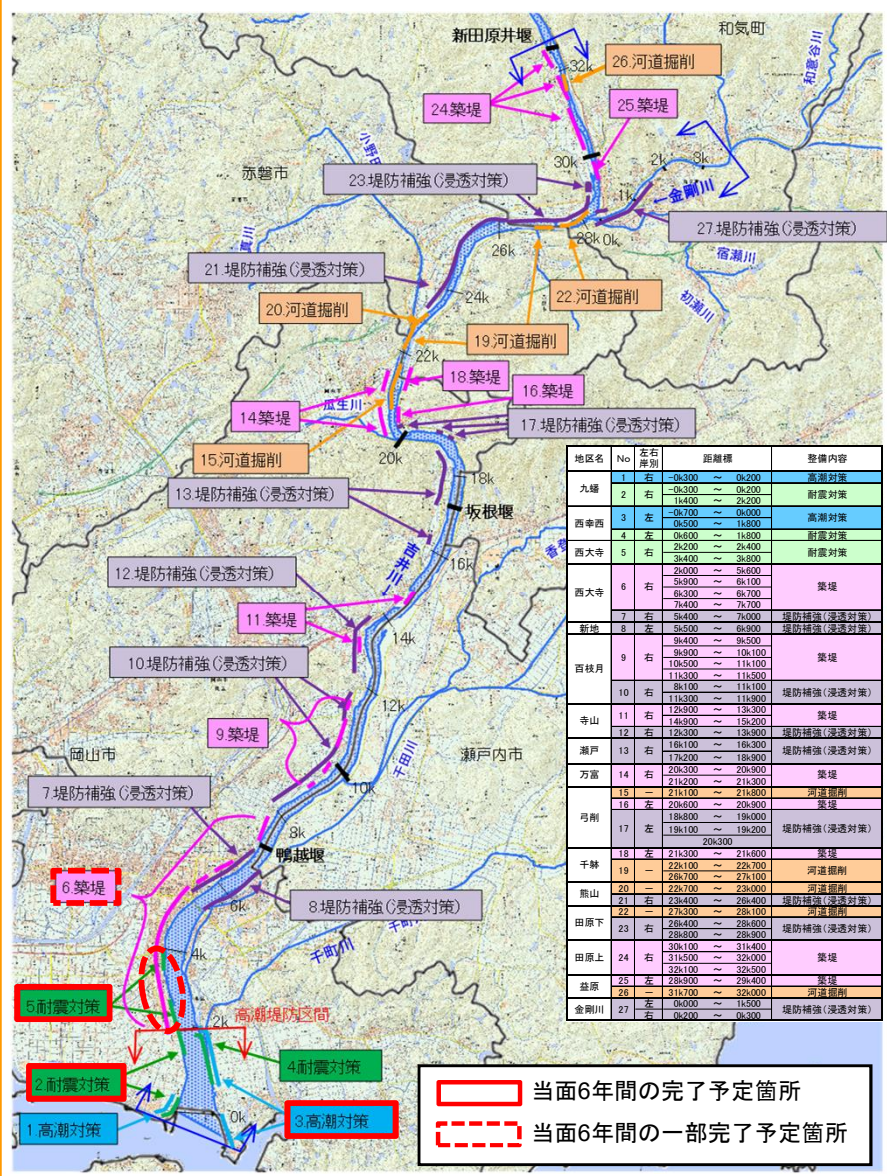 新田原井堰
和気町
和意谷川
32k
26.河道掘削
24.築堤
25.築堤
小野田
30k
2k
3k
赤磐市
23.堤防補強(浸透対策)
1k
←金剛川
28k
0k
27.堤防補強(浸透対策)
26k
真川
宿瀬川
21.堤防補強(浸透対策)
22.河道掘削
24k
初瀬川
20.河道掘削
19.河道掘削
22k
18.築堤
16.築堤
瓜生川
14.築堤
17.堤防補強(浸透対策)
20k
15.河道掘削
18k
13.堤防補強(浸透対策)
坂根堰
吉井川
16k
12.堤防補強(浸透対策)
11.築堤
14k
10.堤防補強(浸透対策)
12k
9.築堤
千田川
瀬戸内市
岡山市
10k
7.堤防補強(浸透対策)
8k
鴨越堰
6.築堤
6k
8.堤防補強(浸透対策)
4k
千町川
5耐震対策
2k
高潮堤防区間
4耐震対策
2.耐震対策
0k
1.高潮対策
3.高潮対策
地区名 No 左右岸別 距離標 整備内容
九蟠 1 右 -0k300 ～ 0k200 高潮対策
2 右 -0k300 ～ 0k200 耐震対策
1k400 ～ 2k200
西幸西 3 左 -0k700 ～ 0k000 高潮対策
0k500 ～ 1k800
4 左 0k600 ～ 1k800 耐震対策
西大寺 5 右 2k200 ～ 2k400 耐震対策
3k400 ～ 3k800
西大寺 6 右 2k000 ～ 5k600 築堤
5k900 ～ 6k100
6k300 ～ 6k700
7k400 ～ 7k700
7 右 5k400 ～ 7k000 堤防補強(浸透対策)
新地 8 左 5k500 ～ 6k900 堤防補強(浸透対策)
百枝月 9 右 9k400 ～ 9k500 築堤
9k900 ～ 10k100
10k500 ～ 11k100
11k300 ～ 11k500
10 右 8k100 ～ 11k100 堤防補強(浸透対策)
11k300 ～ 11k900
寺山 11 右 12k900 ～ 13k300 築堤
14k900 ～ 15k200
12 右 12k300 ～ 13k900 堤防補強(浸透対策)
瀬戸 13 右 16k100 ～ 16k300 堤防補強(浸透対策)
17k200 ～ 18k900
万富 14 右 20k300 ～ 20k900 築堤
21k200 ～ 21k300
弓削 15 － 21k100 ～ 21k800 河道掘削
16 左 20k600 ～ 20k900 築堤
17 左 18k800 ～ 19k000 堤防補強(浸透対策)
19k100 ～ 19k200
20k300
千躰 18 左 21k300 ～ 21k600 築堤
19 － 22k100 ～ 22k700 河道掘削
26k700 ～ 27k100
熊山 20 － 22k700 ～ 23k000 河道掘削
21 右 23k400 ～ 26k400 堤防補強(浸透対策)
田原下 22 － 27k300 ～ 28k100 河道掘削
23 右 26k400 ～ 28k600 堤防補強(浸透対策)
28k800 ～ 28k900
田原上 24 右 30k100 ～ 31k400 築堤
31k500 ～ 32k000
32k100 ～ 32k500
益原 25 左 28k900 ～ 29k400 築堤
26 － 31k700 ～ 32k000 河道掘削
金剛川 27 左 0k000 ～ 1k500 堤防補強(浸透対策)
右 0k200 ～ 0k300
当面6年間の完了予定箇所
当面6年間の一部完了予定箇所